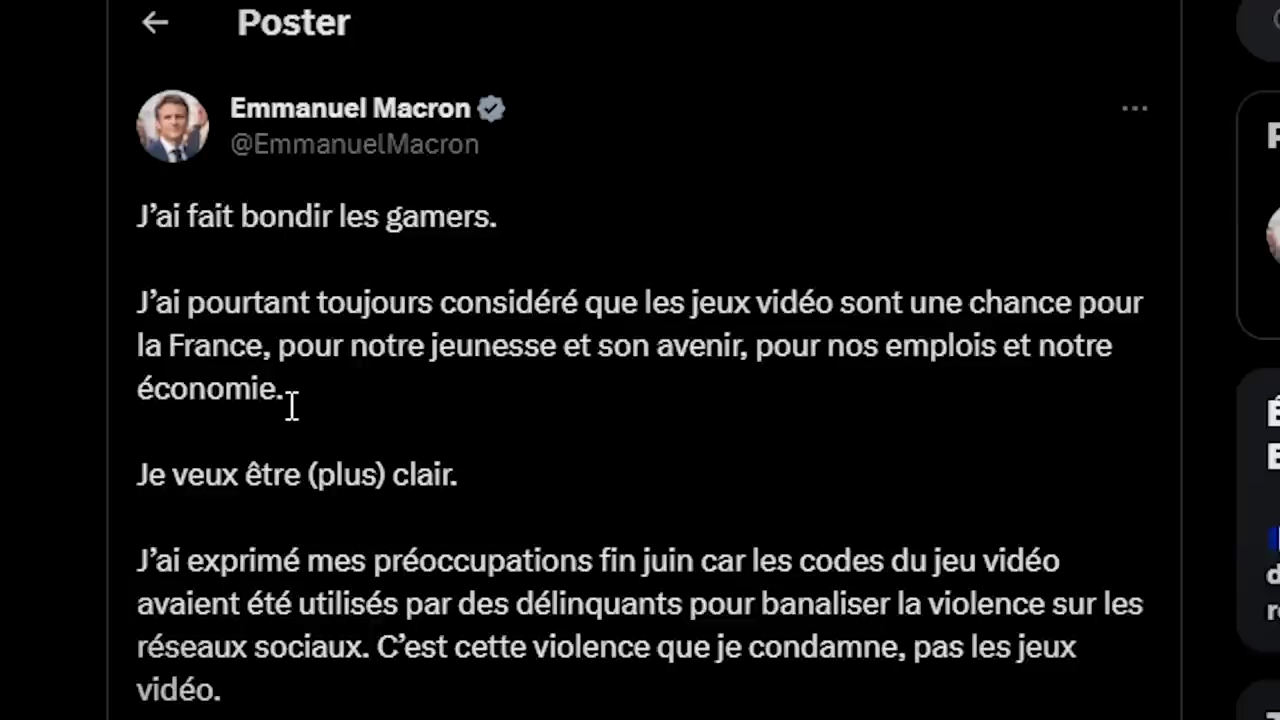 Poster
Emmanuel Macron
@EmmanuelMacron
J’ai fait bondir les gamers.
J’ai pourtant toujours considéré que les jeux vidéo sont une chance pour
la France, pour notre jeunesse et son avenir, pour nos emplois et notre
économie.
Je veux être (plus) clair.
J’ai exprimé mes préoccupations fin juin car les codes du jeu vidéo
avaient été utilisés par des délinquants pour banaliser la violence sur les
réseaux sociaux. C’est cette violence que je condamne, pas les jeux
vidéo.